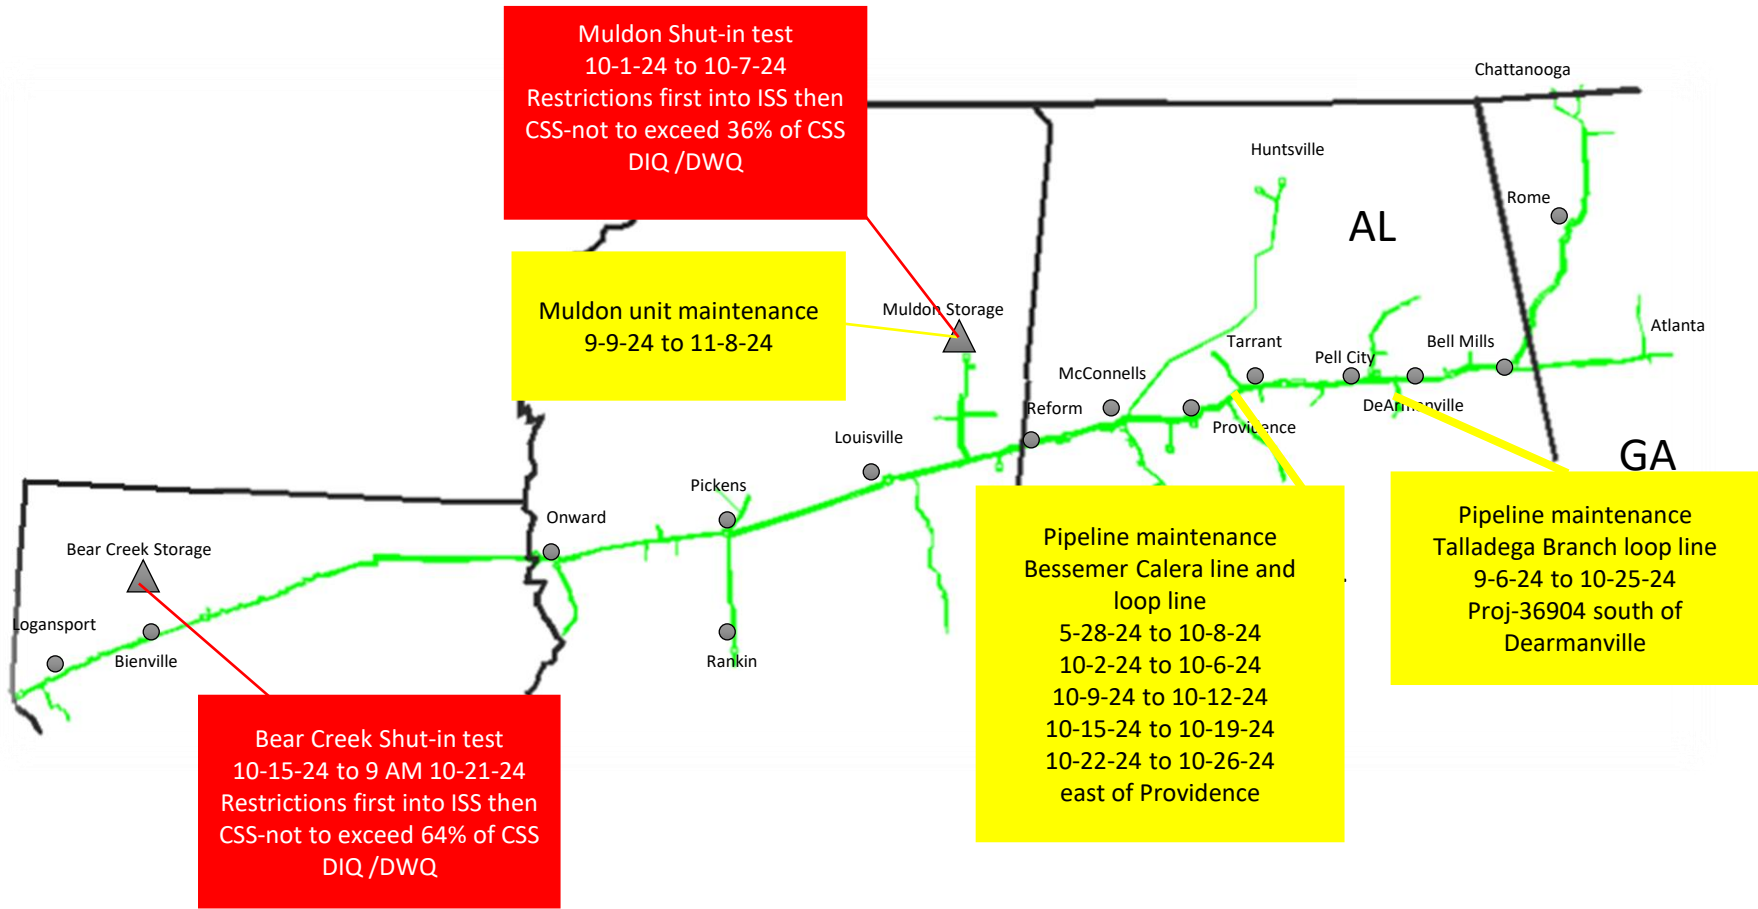 Muldon Shut-in test
10-1-24 to 10-7-24
Restrictions first into ISS then
CSS-not to exceed 36% of CSS
DIQ /DWQ
Chattanooga
Huntsville
Rome
AL
Muldon unit maintenance
9-9-24 to 11-8-24
Muldon Storage
Atlanta
Tarrant
Bell Mills
Pell City
McConnells
Reform
DeArmanville
Providence
Louisville
GA
Pickens
Onward
Bear Creek Storage
Logansport
Bienville
Rankin
Pipeline maintenance
Bessemer Calera line and
loop line
5-28-24 to 10-8-24
10-2-24 to 10-6-24
10-9-24 to 10-12-24
10-15-24 to 10-19-24
10-22-24 to 10-26-24
east of Providence
Pipeline maintenance
Talladega Branch loop line
9-6-24 to 10-25-24
Proj-36904 south of
Dearmanville
Bear Creek Shut-in test
10-15-24 to 9 AM 10-21-24
Restrictions first into ISS then
CSS-not to exceed 64% of CSS
DIQ /DWQ